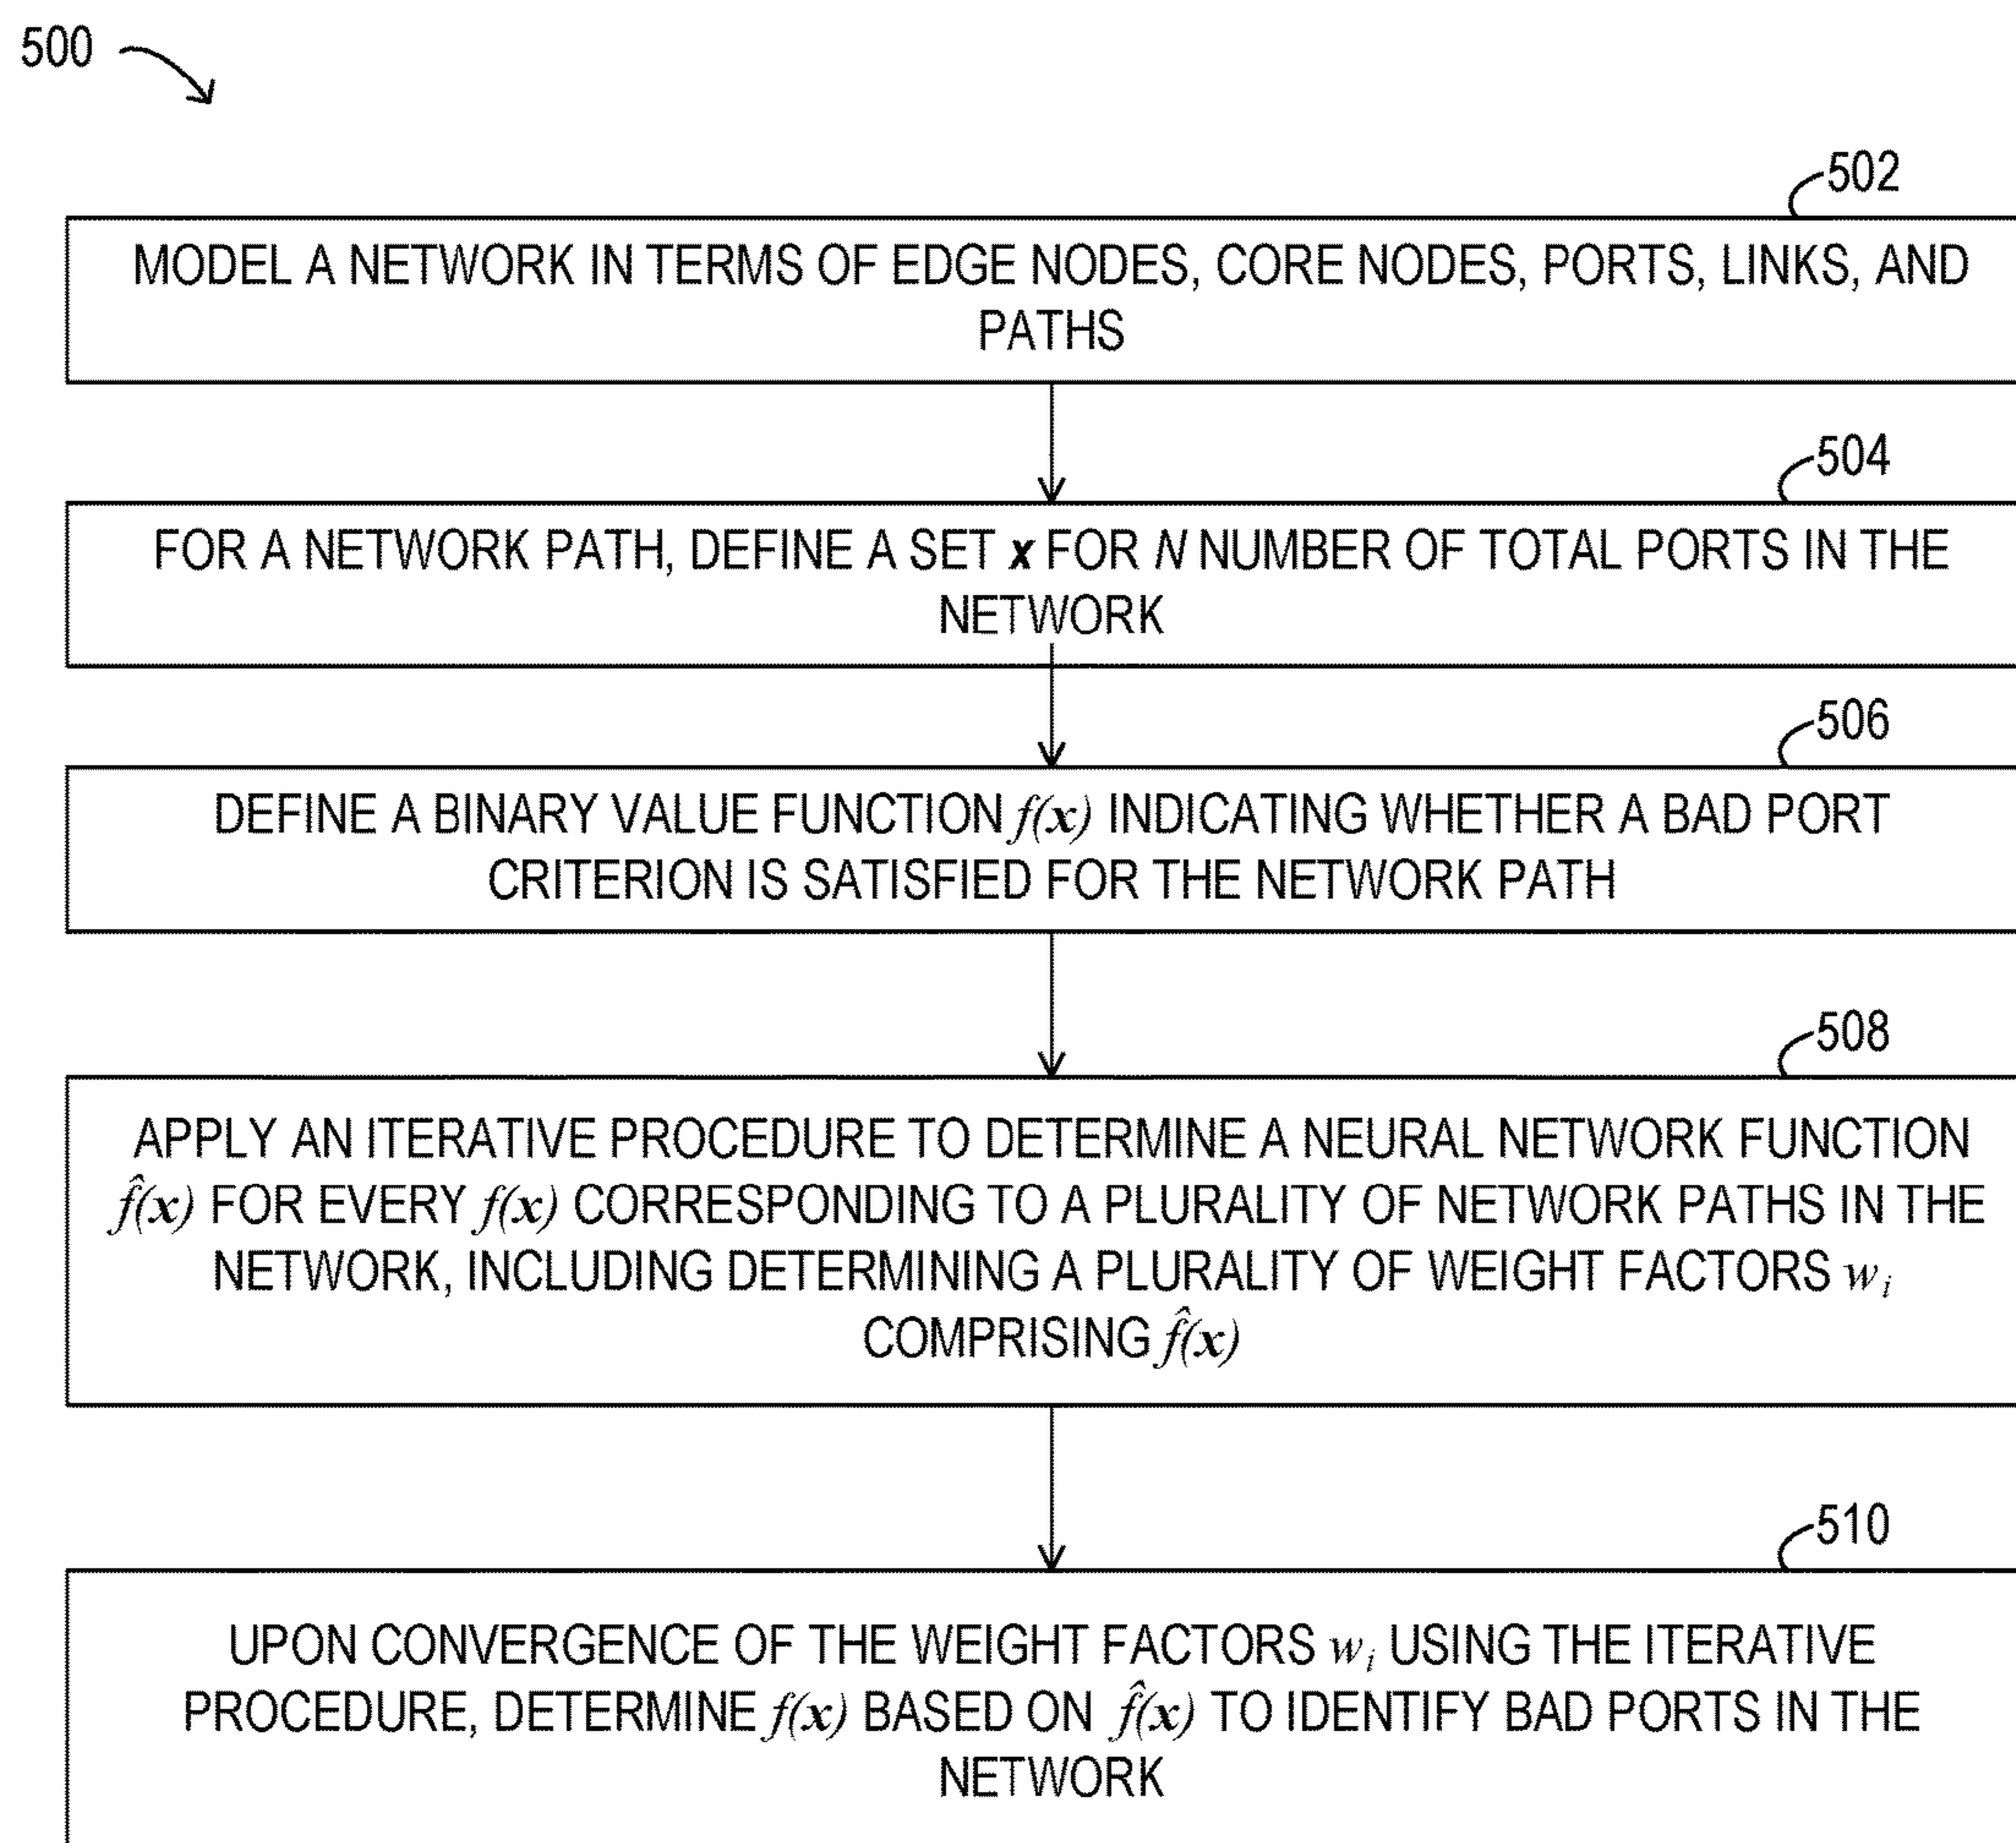 500
502
MODEL A NETWORK IN TERMS OF EDGE NODES, CORE NODES, PORTS, LINKS, AND
PATHS
504
FOR A NETWORK PATH, DEFINE A SET x FOR N NUMBER OF TOTAL PORTS IN THE
NETWORK
506
DEFINE A BINARY VALUE FUNCTION f(x) INDICATING WHETHER A BAD PORT
CRITERION IS SATISFIED FOR THE NETWORK PATH
508
APPLY AN ITERATIVE PROCEDURE TO DETERMINE A NEURAL NETWORK FUNCTION
f̂(x) FOR EVERY f(x) CORRESPONDING TO A PLURALITY OF NETWORK PATHS IN THE
NETWORK, INCLUDING DETERMINING A PLURALITY OF WEIGHT FACTORS wᵢ
COMPRISING f̂(x)
510
UPON CONVERGENCE OF THE WEIGHT FACTORS wᵢ USING THE ITERATIVE
PROCEDURE, DETERMINE f(x) BASED ON f̂(x) TO IDENTIFY BAD PORTS IN THE
NETWORK